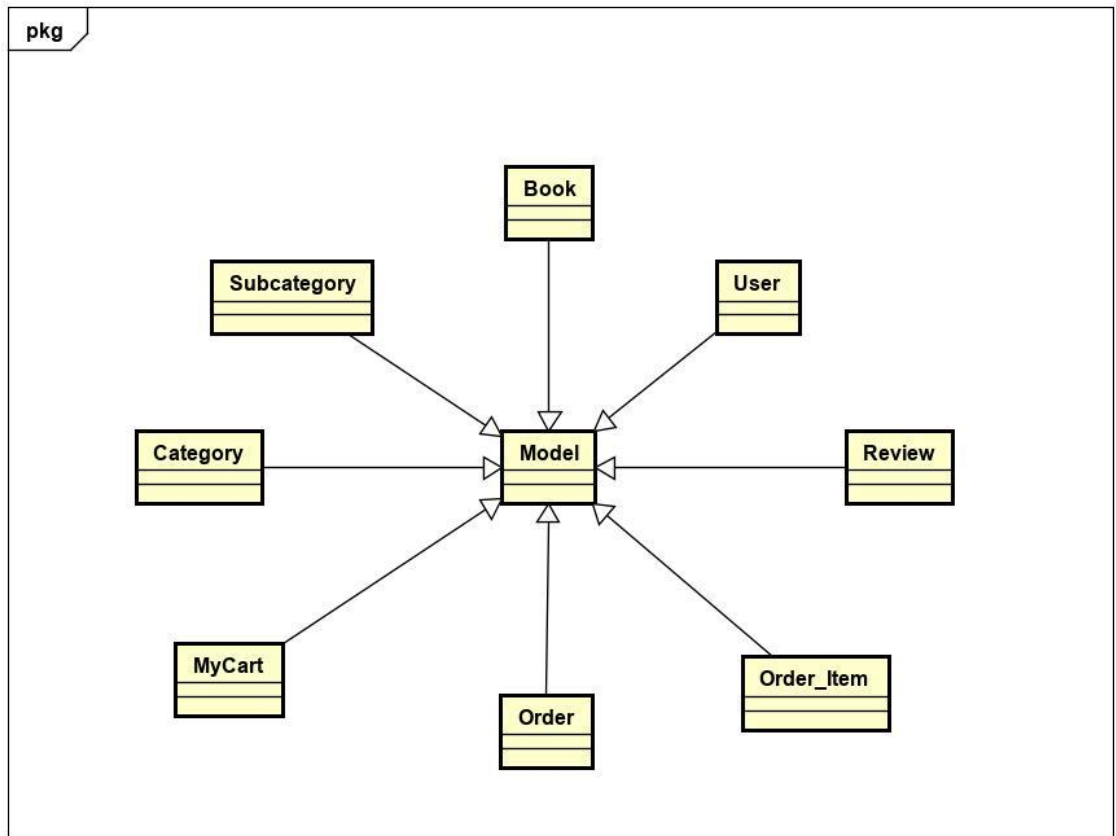 pkg
Book
Subcategory
User
Category
Model
Review
MyCart
Order_Item
Order